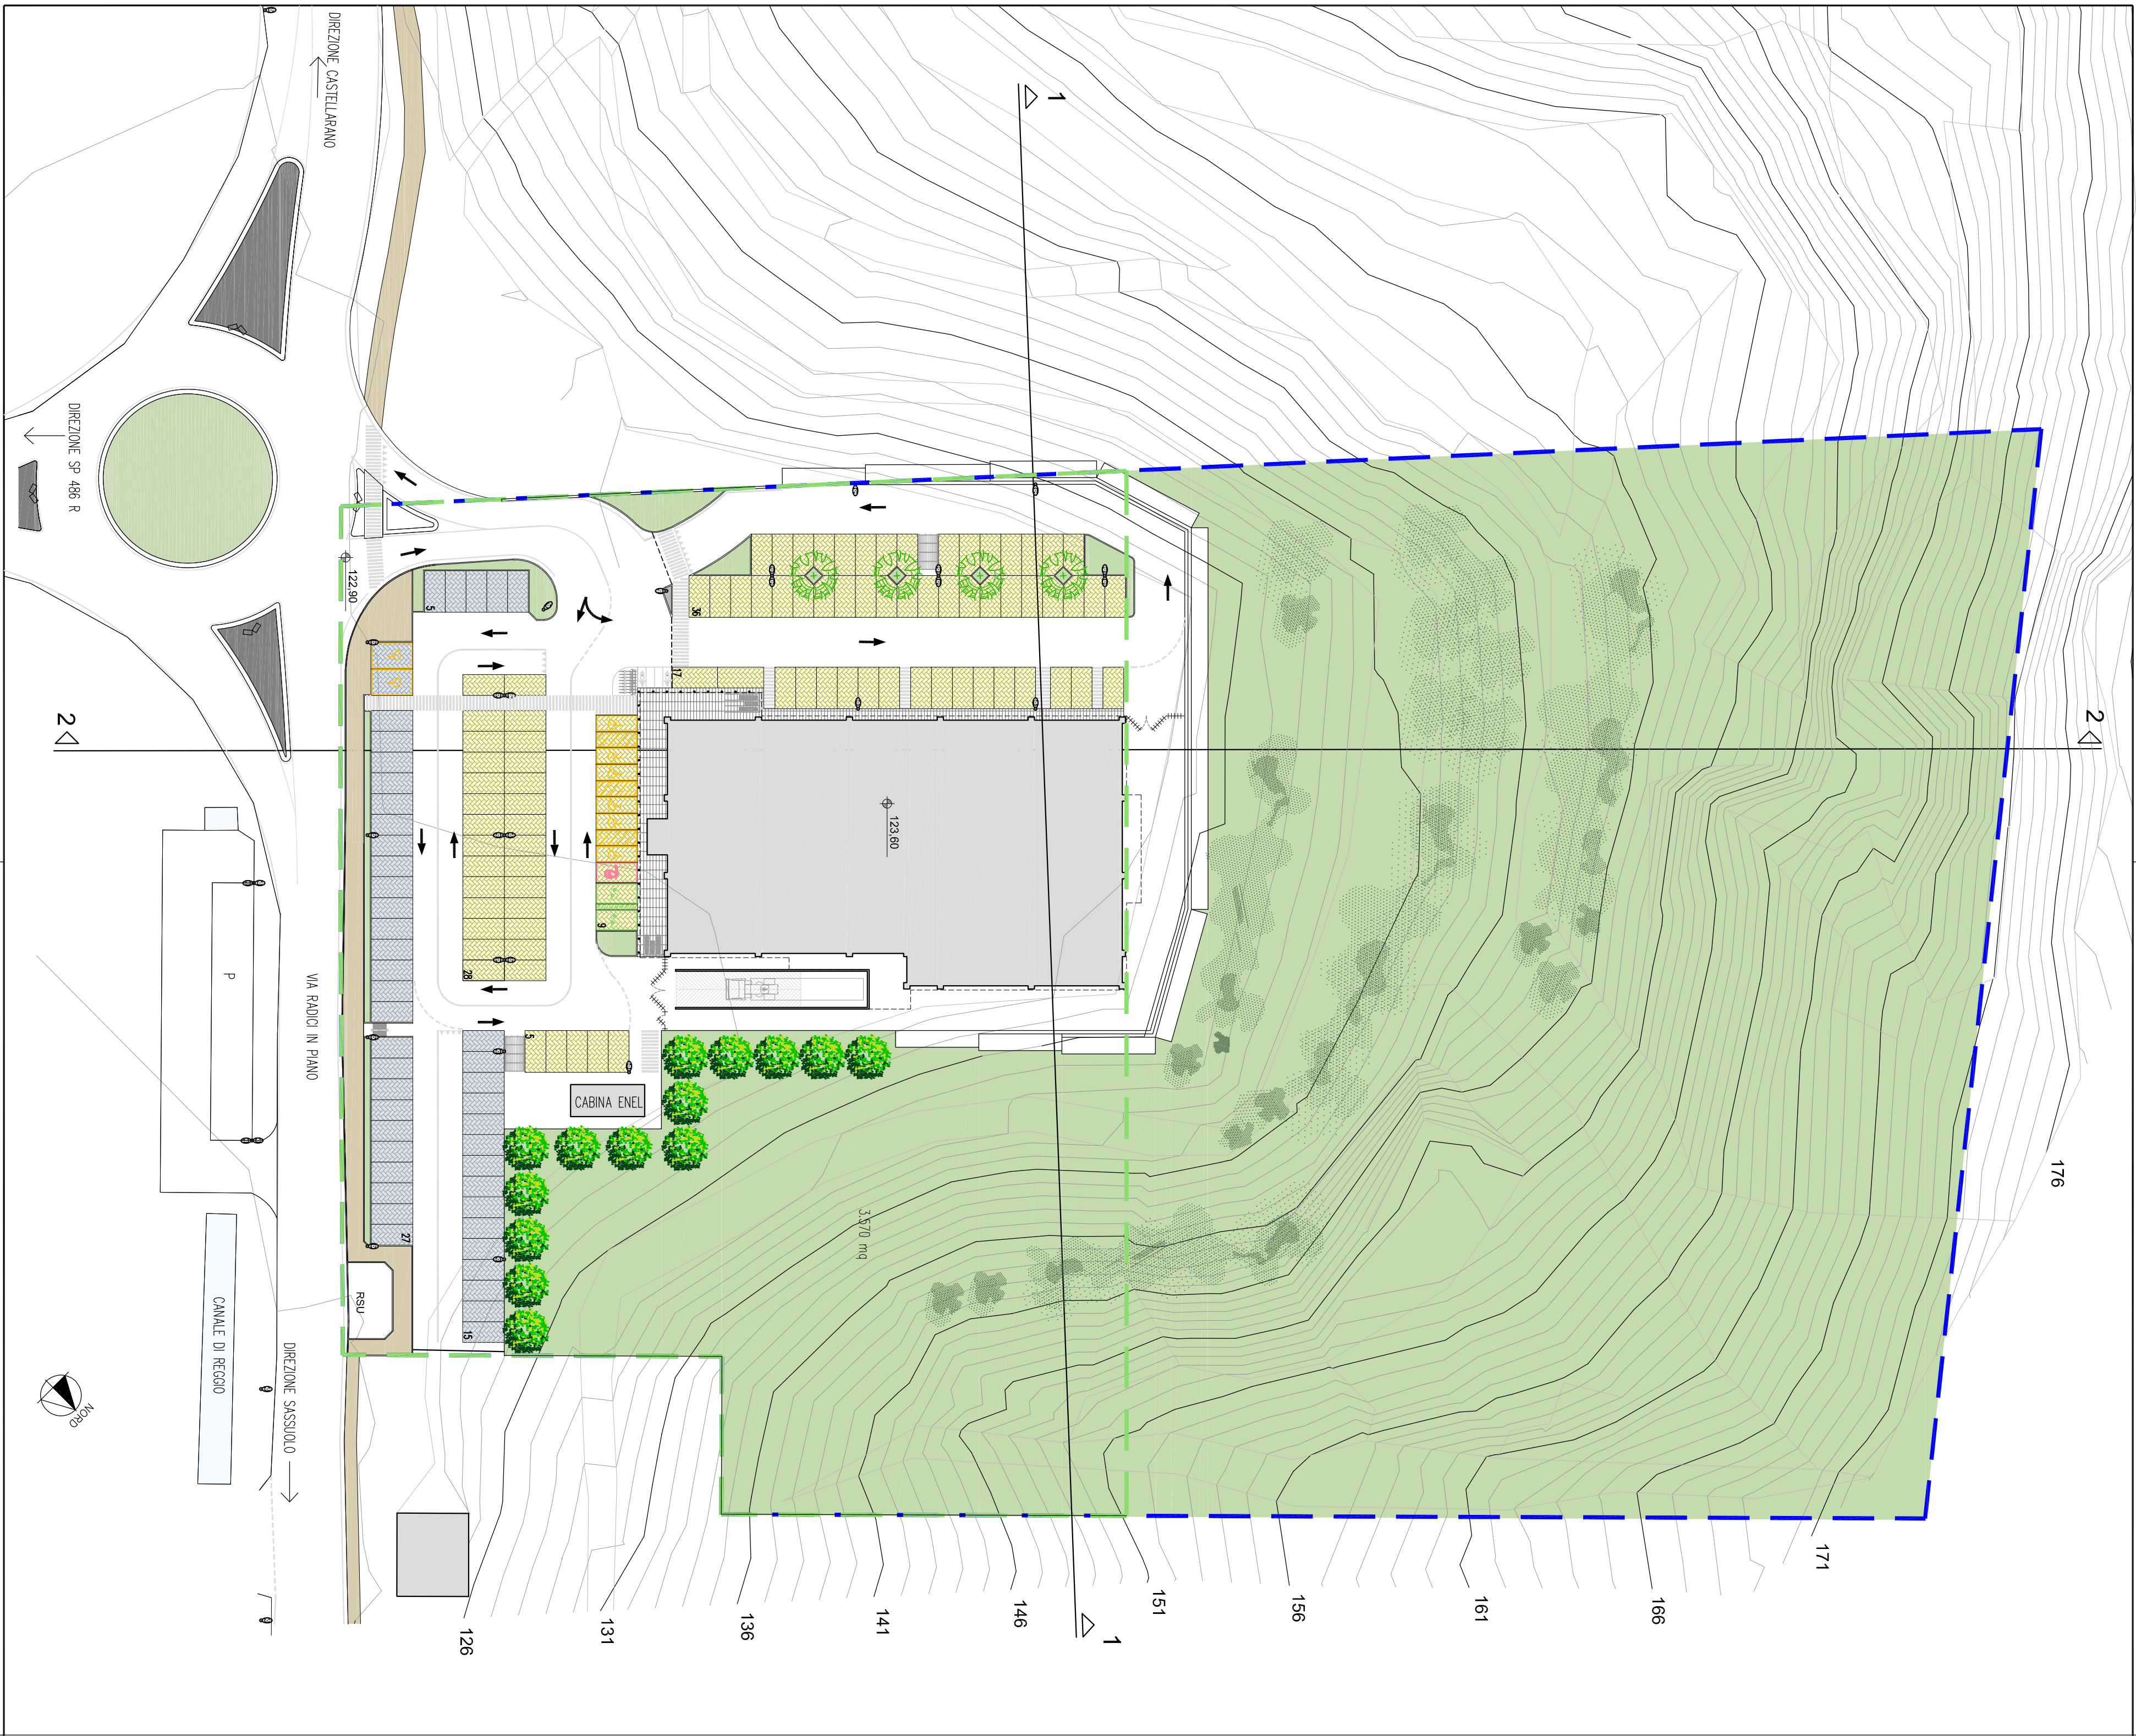 DIREZIONE CASTELLARANO
DIREZIONE SP 486 R
1
2
2
122,90
5
36
17
123,60
9
28
5
27
15
P
VIA RADICI IN PIANO
CABINA ENEL
3.570 mq
RSU
CANALE DI REGGIO
DIREZIONE SASSUOLO
NORD
176
171
166
161
156
151
1
146
141
136
131
126